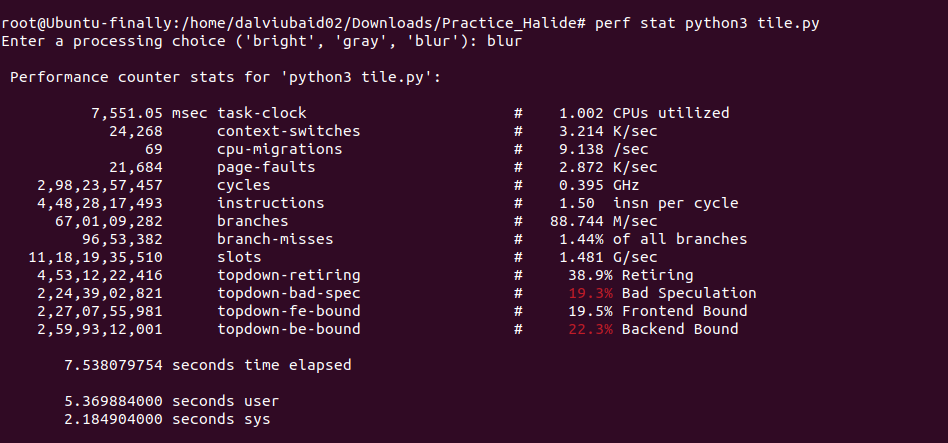 root@Ubuntu-finally:/home/dalviubaid02/Downloads/Practice_Halide# perf stat python3 tile.py
Enter a processing choice ('bright', 'gray', 'blur'): blur
Performance counter stats for 'python3 tile.py':
7,551.05 msec task-clock # 1.002 CPUs utilized
24,268 context-switches # 3.214 K/sec
69 cpu-migrations # 9.138 /sec
21,684 page-faults # 2.872 K/sec
2,98,23,57,457 cycles # 0.395 GHz
4,48,28,17,493 instructions # 1.50 insn per cycle
67,01,09,282 branches # 88.744 M/sec
96,53,382 branch-misses # 1.44% of all branches
11,18,19,35,510 slots # 1.481 G/sec
4,53,12,22,416 topdown-retiring # 38.9% Retiring
2,24,39,02,821 topdown-bad-spec # 19.3% Bad Speculation
2,27,07,55,981 topdown-fe-bound # 19.5% Frontend Bound
2,59,93,12,001 topdown-be-bound # 22.3% Backend Bound
7.538079754 seconds time elapsed
5.369884000 seconds user
2.184904000 seconds sys